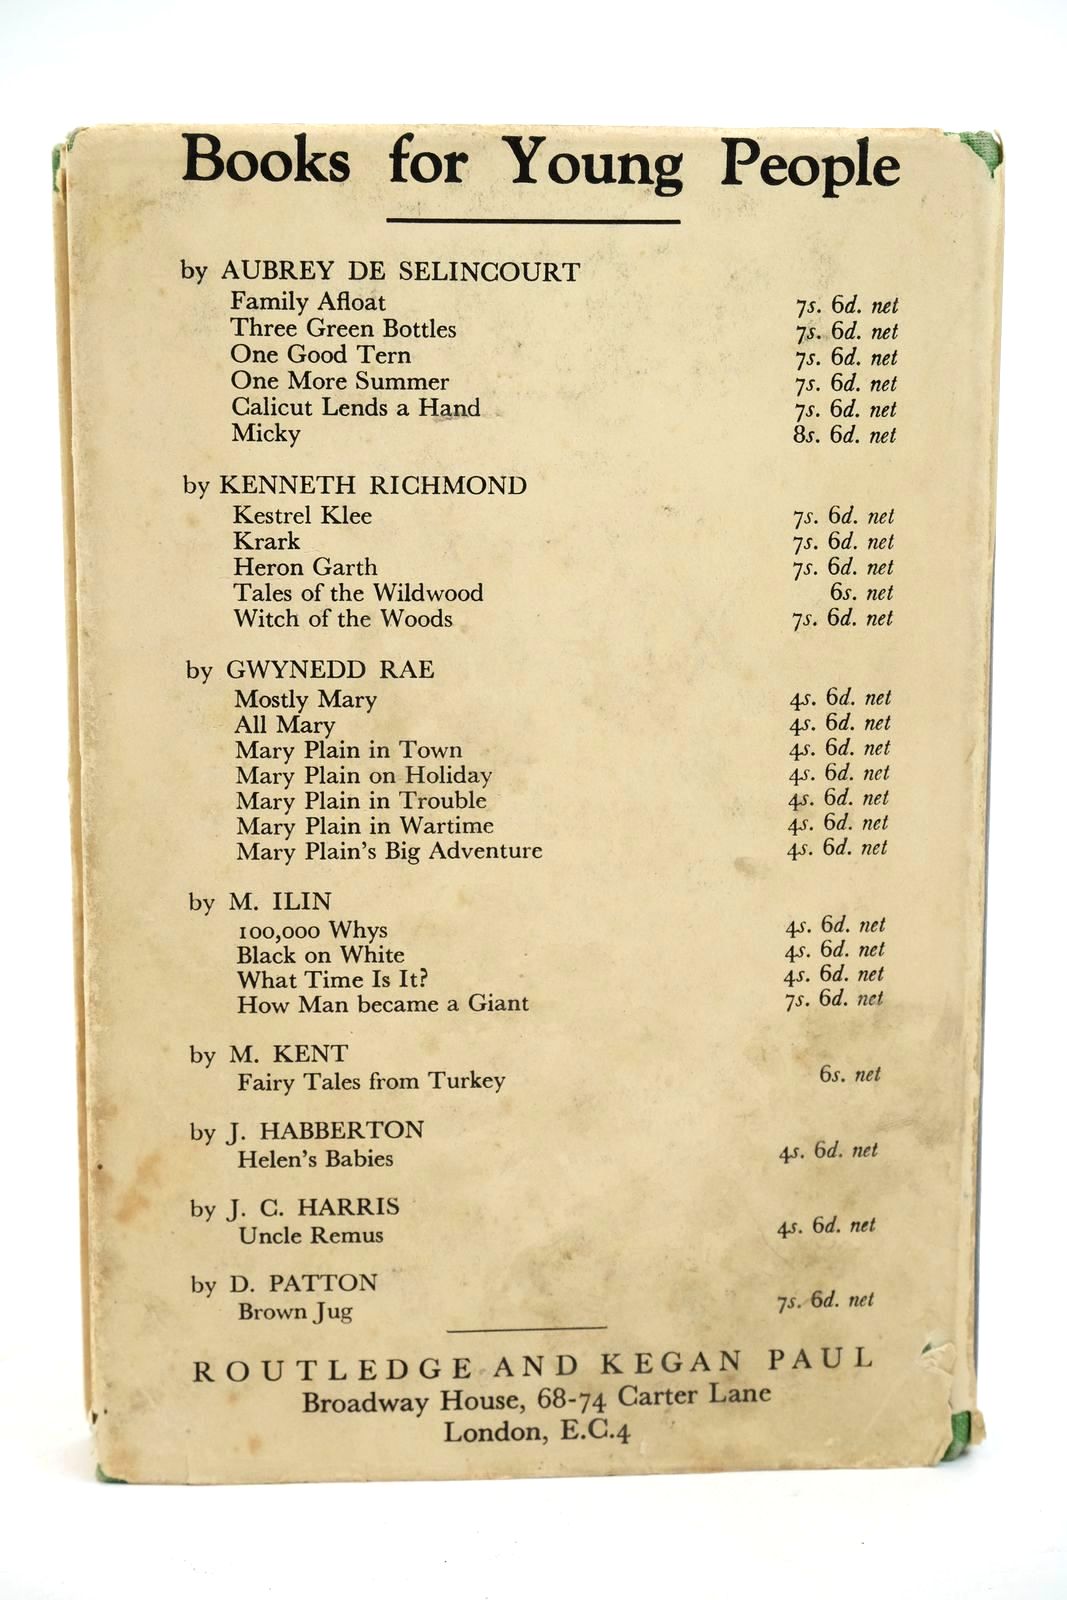 Books for Young People
by AUBREY DE SELINCOURT
Family Afloat 7s. 6d. net
Three Green Bottles 7s. 6d. net
One Good Tern 7s. 6d. net
One More Summer 7s. 6d. net
Calicut Lends a Hand 7s. 6d. net
Micky 8s. 6d. net
by KENNETH RICHMOND
Kestrel Klee 7s. 6d. net
Krark 7s. 6d. net
Heron Garth 7s. 6d. net
Tales of the Wildwood 6s. net
Witch of the Woods 7s. 6d. net
by GWYNEDD RAE
Mostly Mary 4s. 6d. net
All Mary 4s. 6d. net
Mary Plain in Town 4s. 6d. net
Mary Plain on Holiday 4s. 6d. net
Mary Plain in Trouble 4s. 6d. net
Mary Plain in Wartime 4s. 6d. net
Mary Plain's Big Adventure 4s. 6d. net
by M. ILIN
100,000 Whys 4s. 6d. net
Black on White 4s. 6d. net
What Time Is It? 4s. 6d. net
How Man became a Giant 7s. 6d. net
by M. KENT
Fairy Tales from Turkey 6s. net
by J. HABBERTON
Helen's Babies 4s. 6d. net
by J. C. HARRIS
Uncle Remus 4s. 6d. net
by D. PATTON
Brown Jug 7s. 6d. net
ROUTLEDGE AND KEGAN PAUL
Broadway House, 68-74 Carter Lane
London, E.C.4